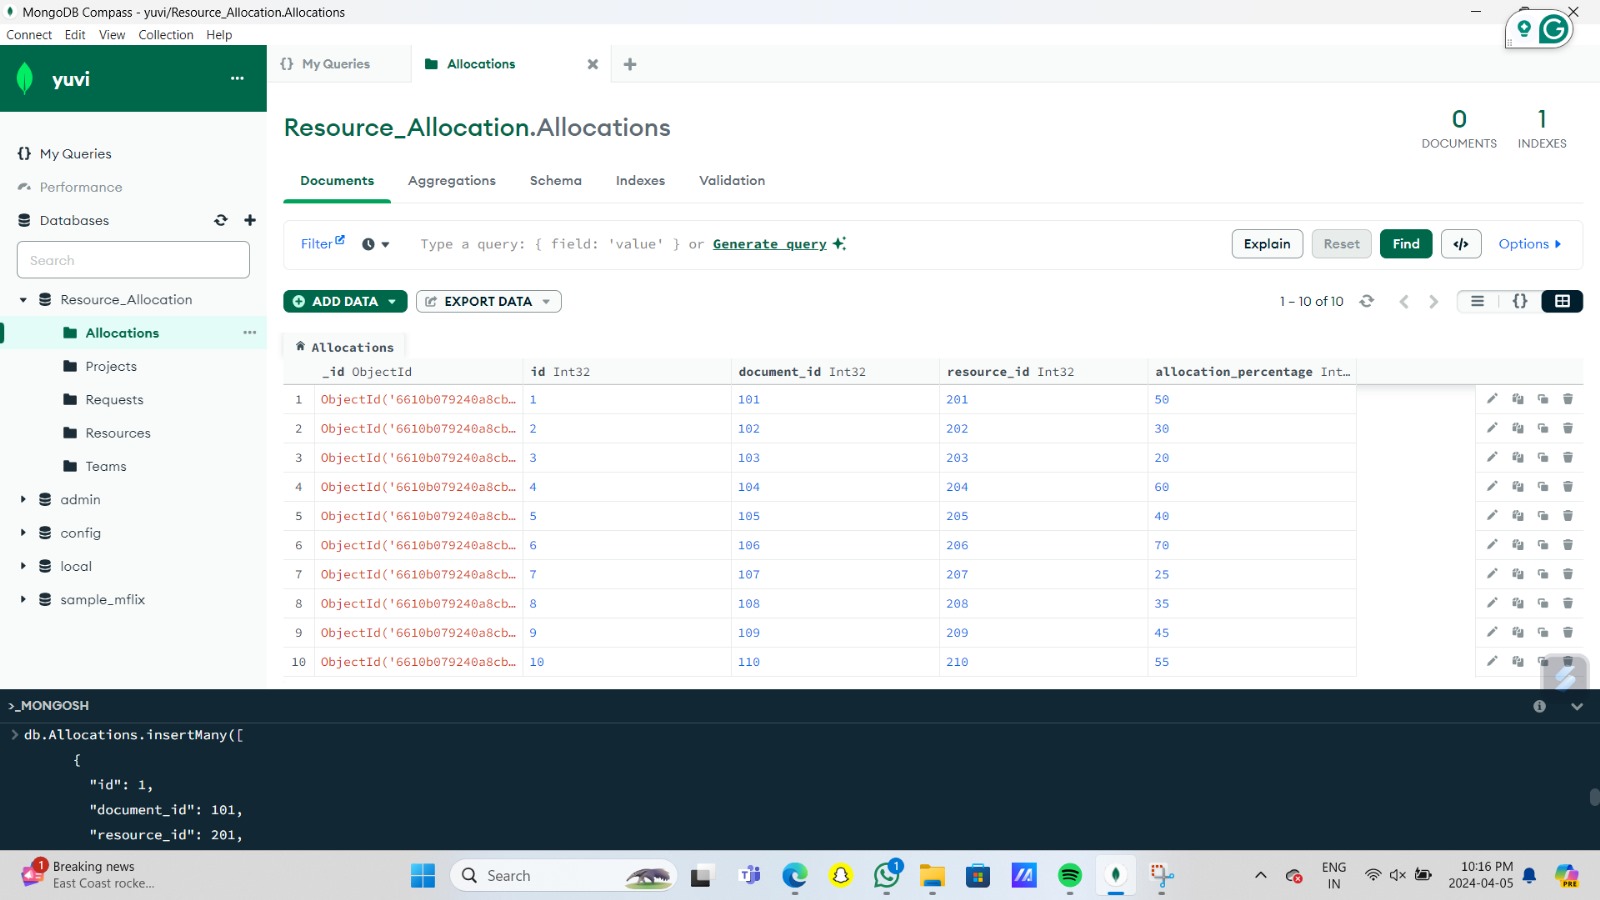 MongoDB Compass - yuvi/Resource_Allocation.Allocations
Connect Edit View Collection Help
yuvi
My Queries
Allocations
Resource_Allocation.Allocations
0 DOCUMENTS
1 INDEXES
{} My Queries
Performance
Databases
Search
Resource_Allocation
Allocations
Projects
Requests
Resources
Teams
admin
config
local
sample_mflix
Documents Aggregations Schema Indexes Validation
Filter Type a query: { field: 'value' } or Generate query Explain Reset Find </> Options
ADD DATA EXPORT DATA 1 – 10 of 10 {}
Allocations
_id ObjectId id Int32 document_id Int32 resource_id Int32 allocation_percentage Int...
1 ObjectId('6610b079240a8cb... 1 101 201 50
2 ObjectId('6610b079240a8cb... 2 102 202 30
3 ObjectId('6610b079240a8cb... 3 103 203 20
4 ObjectId('6610b079240a8cb... 4 104 204 60
5 ObjectId('6610b079240a8cb... 5 105 205 40
6 ObjectId('6610b079240a8cb... 6 106 206 70
7 ObjectId('6610b079240a8cb... 7 107 207 25
8 ObjectId('6610b079240a8cb... 8 108 208 35
9 ObjectId('6610b079240a8cb... 9 109 209 45
10 ObjectId('6610b079240a8cb... 10 110 210 55
>_MONGOSH
> db.Allocations.insertMany([
{
"id": 1,
"document_id": 101,
"resource_id": 201,
1 Breaking news
East Coast rocke...
Search
1
ENG
IN
10:16 PM
2024-04-05
PRE